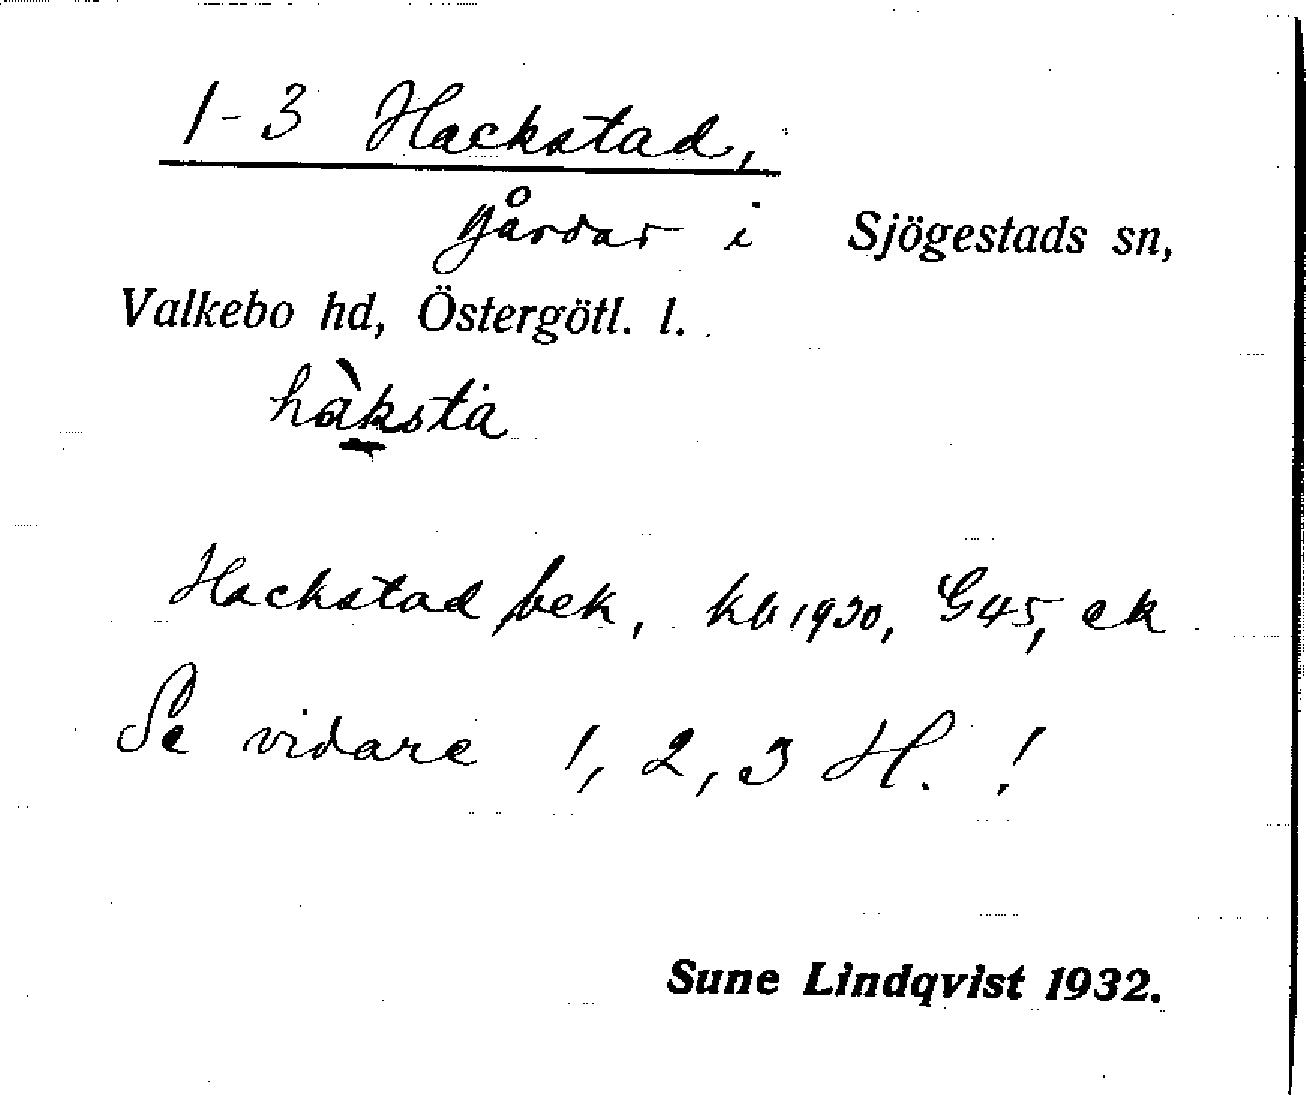 1-3 Hackstad,
gårdar i Sjögestads sn,
Valkebo hd, Östergötl. l.
hàksta
Hackstad bek, kb 1930, G45, ek
Se vidare 1, 2, 3 H. !
Sune Lindqvist 1932.